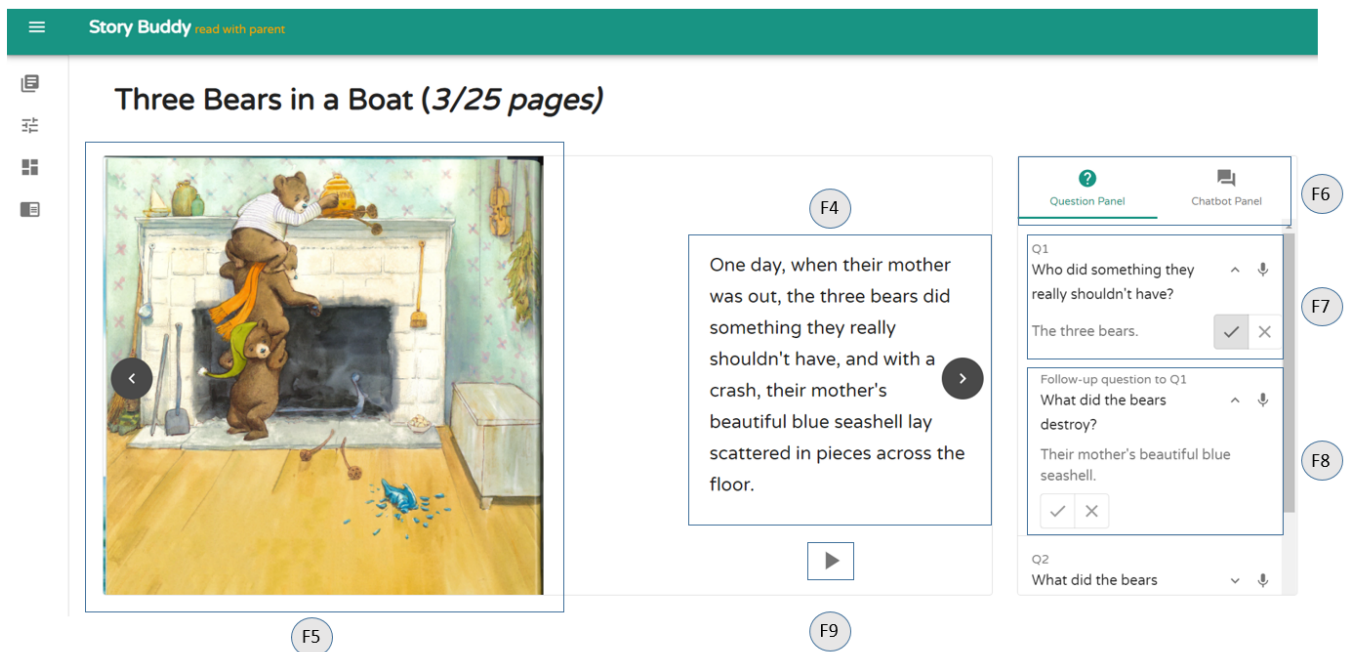 Story Buddy read with parent
Three Bears in a Boat (3/25 pages)
F4
One day, when their mother
was out, the three bears did
something they really
shouldn't have, and with a
crash, their mother's
beautiful blue seashell lay
scattered in pieces across the
floor.
F5
F9
Question Panel
Chatbot Panel
F6
Q1
Who did something they
really shouldn't have?
The three bears.
F7
Follow-up question to Q1
What did the bears
destroy?
Their mother's beautiful blue
seashell.
F8
Q2
What did the bears